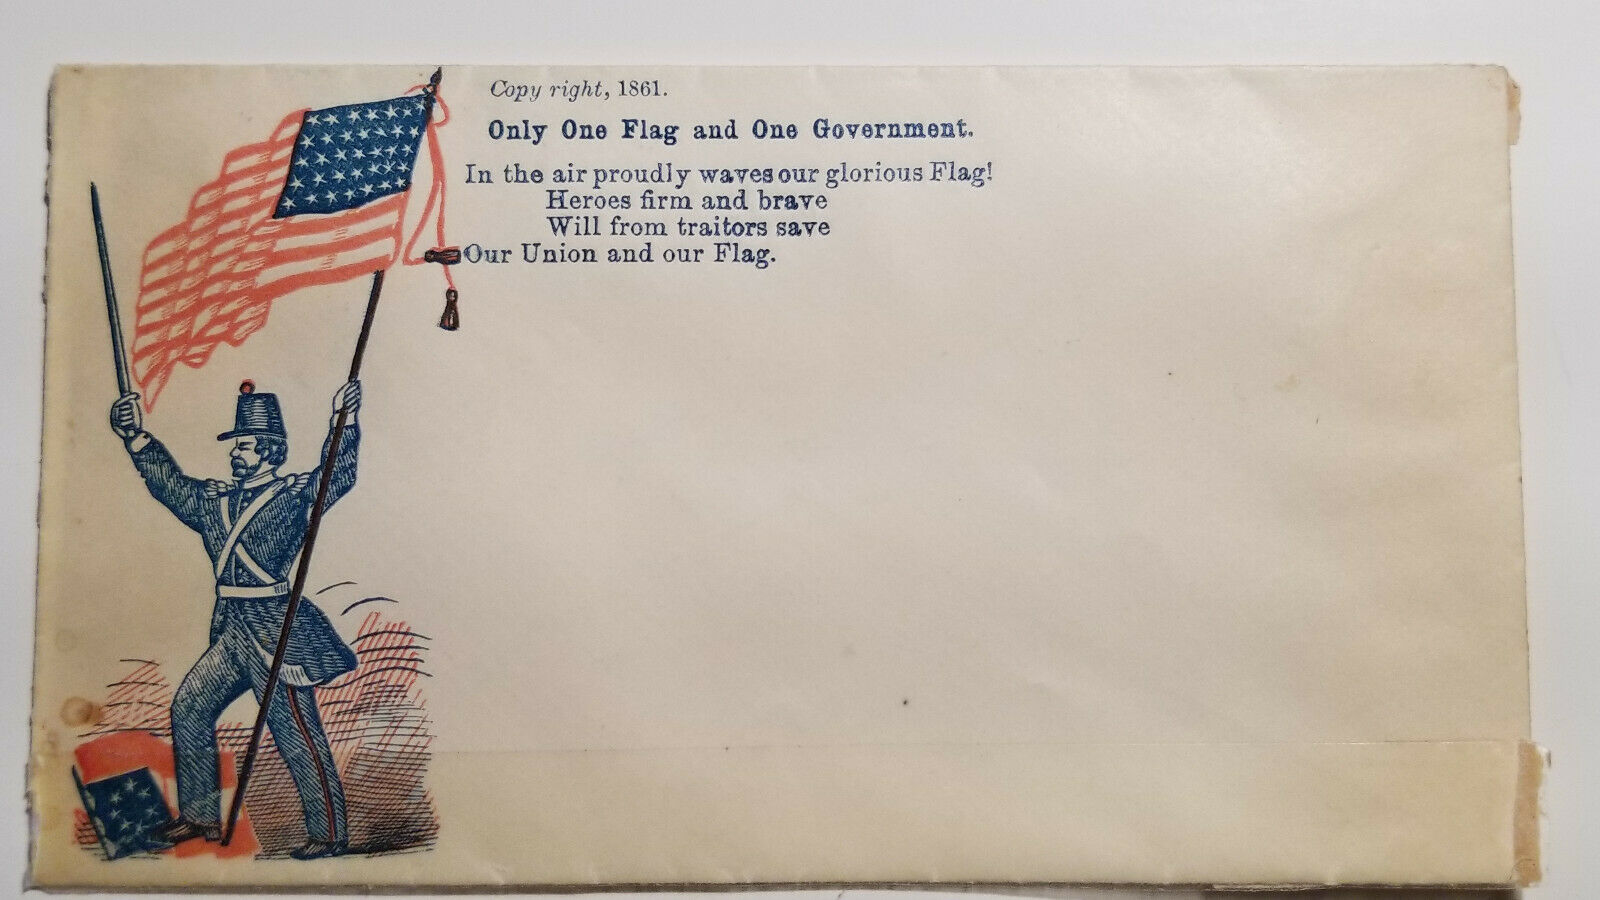 Copy right, 1861.
Only One Flag and One Government.
In the air proudly waves our glorious Flag!
Heroes firm and brave
Will from traitors save
Our Union and our Flag.